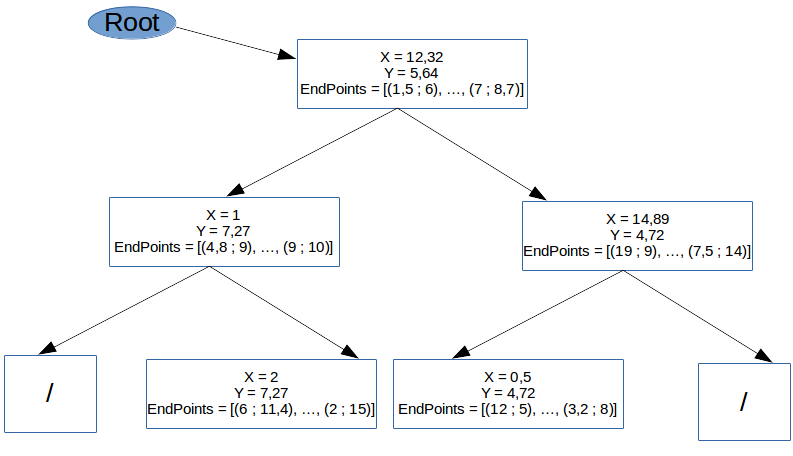 Root
X = 12,32
Y = 5,64
EndPoints = [(1,5 ; 6), …, (7 ; 8,7)]
X = 1
Y = 7,27
EndPoints = [(4,8 ; 9), …, (9 ; 10)]
X = 14,89
Y = 4,72
EndPoints = [(19 ; 9), …, (7,5 ; 14)]
/
X = 2
Y = 7,27
EndPoints = [(6 ; 11,4), …, (2 ; 15)]
X = 0,5
Y = 4,72
EndPoints = [(12 ; 5), …, (3,2 ; 8)]
/